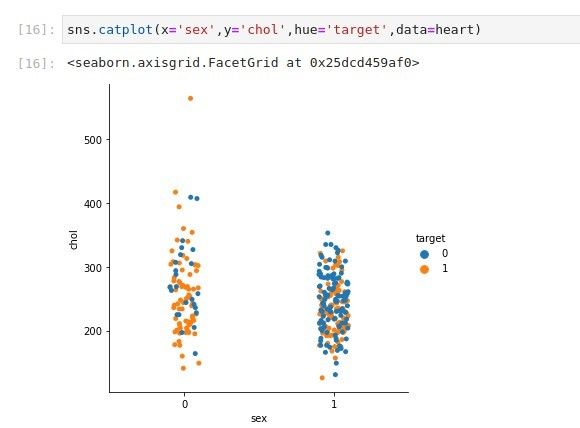 [16]: sns.catplot(x='sex',y='chol',hue='target',data=heart)
[16]: <seaborn.axisgrid.FacetGrid at 0x25dcd459af0>
500
400
300
200
chol
0 1
sex
target
0
1